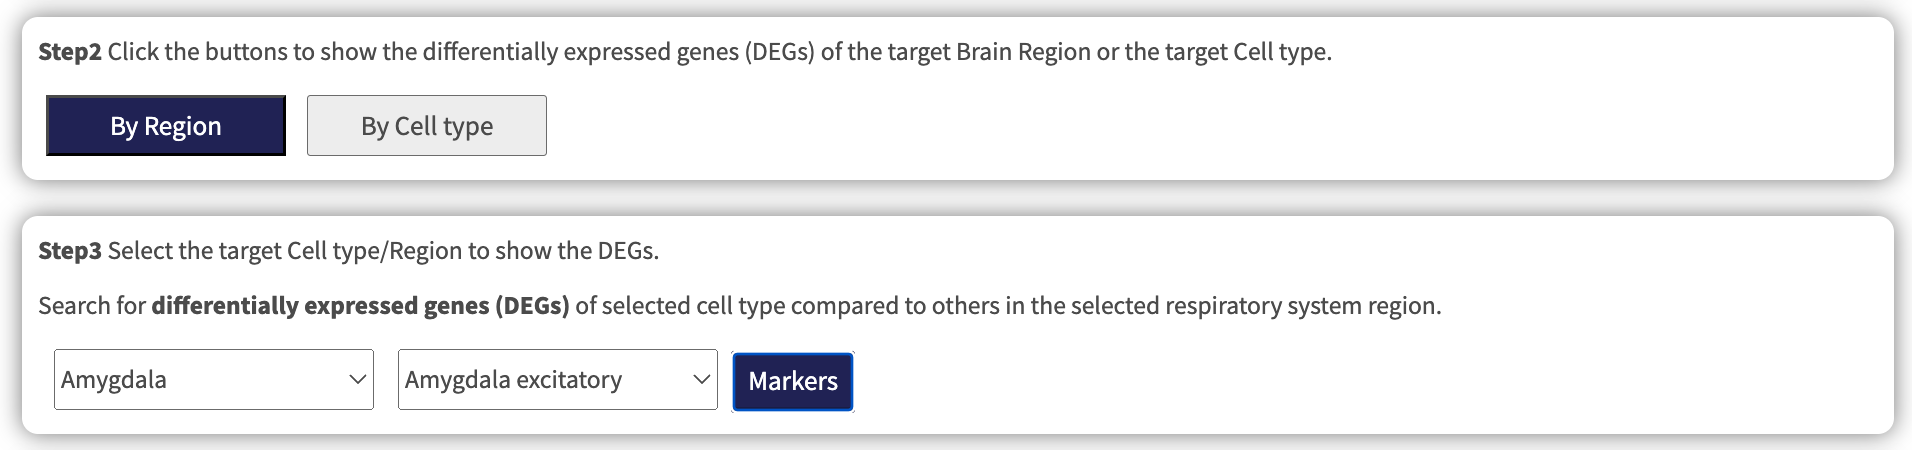 Step2 Click the buttons to show the differentially expressed genes (DEGs) of the target Brain Region or the target Cell type.
By Region
By Cell type
Step3 Select the target Cell type/Region to show the DEGs.
Search for differentially expressed genes (DEGs) of selected cell type compared to others in the selected respiratory system region.
Amygdala
Amygdala excitatory
Markers